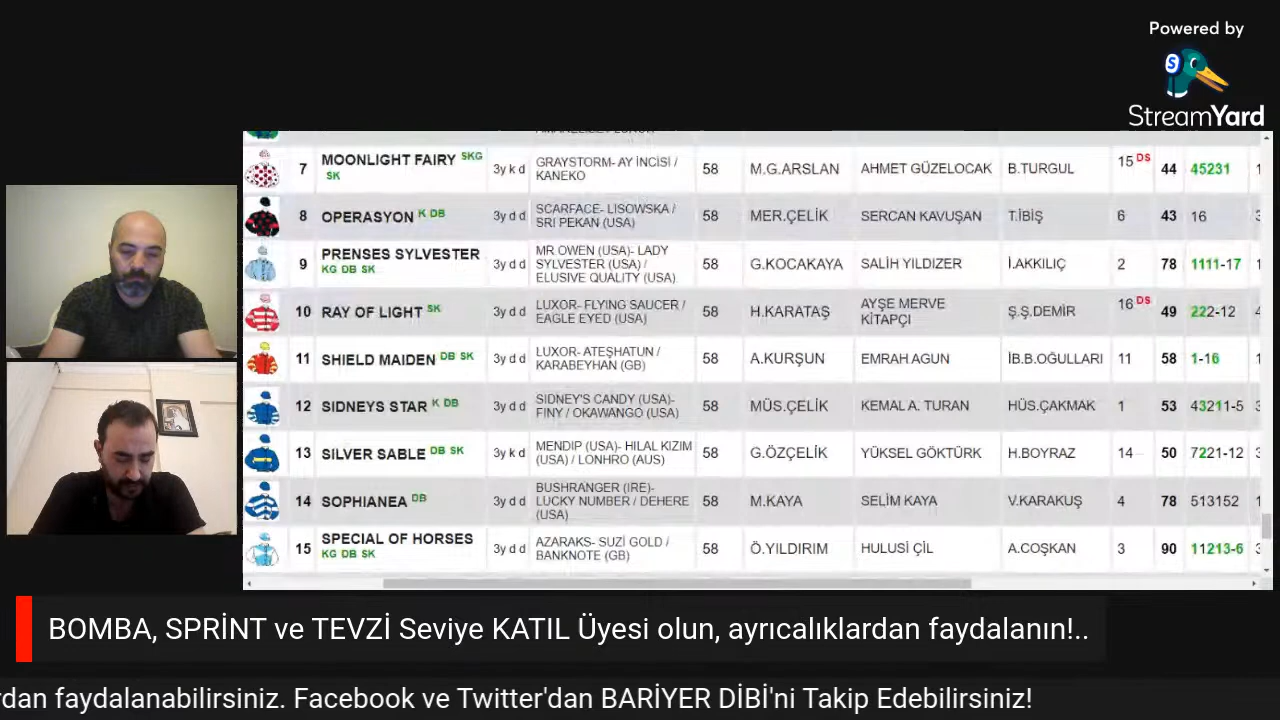 Powered by
StreamYard
7 MOONLIGHT FAIRY SKG SK 3y k d GRAYSTORM- AY İNCİSİ / KANEKO 58 M.G.ARSLAN AHMET GÜZELOCAK B.TURGUL 15 DS 44 45231
8 OPERASYON K DB 3y d d SCARFACE- LISOWSKA / SRI PEKAN (USA) 58 MER.ÇELİK SERCAN KAVUŞAN T.İBİŞ 6 43 16
9 PRENSES SYLVESTER KG DB SK 3y d d MR OWEN (USA)- LADY SYLVESTER (USA) / ELUSIVE QUALITY (USA) 58 G.KOCAKAYA SALİH YILDIZER İ.AKKILIÇ 2 78 1111-17
10 RAY OF LIGHT SK 3y d d LUXOR- FLYING SAUCER / EAGLE EYED (USA) 58 H.KARATAŞ AYŞE MERVE KİTAPÇI Ş.Ş.DEMİR 16 DS 49 222-12
11 SHIELD MAIDEN DB SK 3y d d LUXOR- ATEŞHATUN / KARABEYHAN (GB) 58 A.KURŞUN EMRAH AGUN İB.B.OĞULLARI 11 58 1-16
12 SIDNEYS STAR K DB 3y d d SIDNEY'S CANDY (USA)- FINY / OKAWANGO (USA) 58 MÜS.ÇELİK KEMAL A. TURAN HÜS.ÇAKMAK 1 53 43211-5
13 SILVER SABLE DB SK 3y k d MENDIP (USA)- HILAL KIZIM (USA) / LONHRO (AUS) 58 G.ÖZÇELİK YÜKSEL GÖKTÜRK H.BOYRAZ 14 50 7221-12
14 SOPHIANEA DB 3y d d BUSHRANGER (IRE)- LUCKY NUMBER / DEHERE (USA) 58 M.KAYA SELİM KAYA V.KARAKUŞ 4 78 513152
15 SPECIAL OF HORSES KG DB SK 3y d d AZARAKS- SUZİ GOLD / BANKNOTE (GB) 58 Ö.YILDIRIM HULUSİ ÇİL A.COŞKAN 3 90 11213-6
BOMBA, SPRİNT ve TEVZİ Seviye KATIL Üyesi olun, ayrıcalıklardan faydalanın!..
rdan faydalanabilirsiniz. Facebook ve Twitter'dan BARİYER DİBİ'ni Takip Edebilirsiniz!